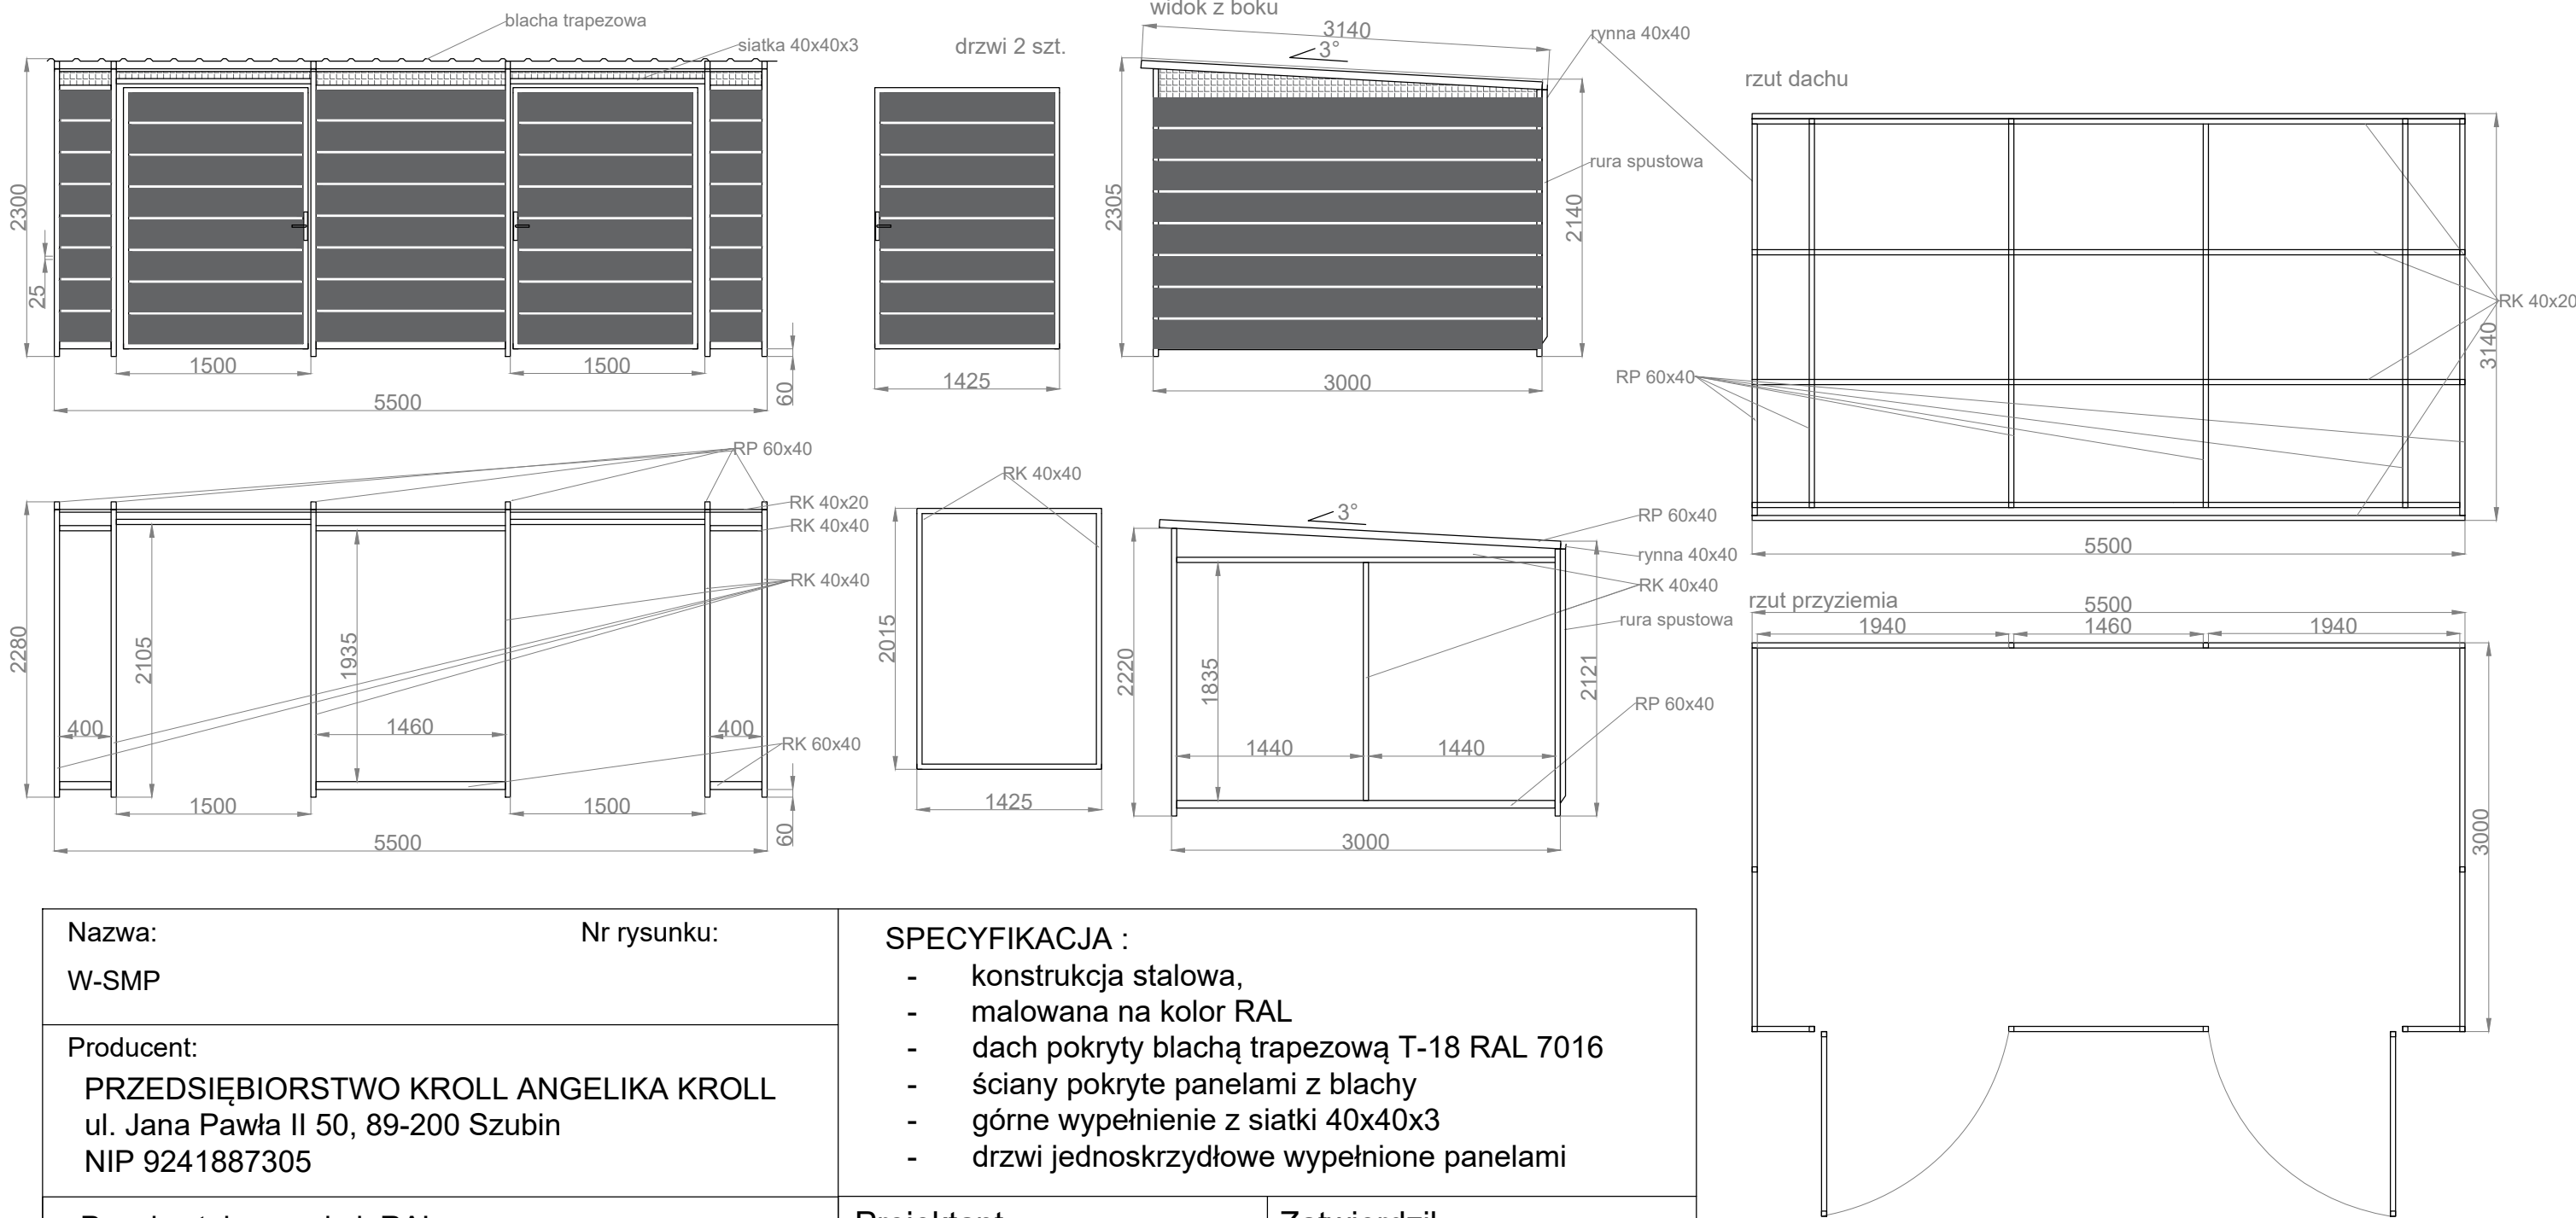 widok z boku
blacha trapezowa
siatka 40x40x3
drzwi 2 szt.
3140
3°
rynna 40x40
rzut dachu
2300
25
1500
1500
60
5500
1425
2305
2140
rura spustowa
3000
RK 40x20
3140
RP 60x40
5500
RP 60x40
RK 40x20
RK 40x40
RK 40x40
RK 60x40
2280
2105
1935
400
1460
400
1500
1500
60
5500
RK 40x40
2015
1425
3°
RP 60x40
rynna 40x40
RK 40x40
rura spustowa
RP 60x40
2220
1835
2121
1440
1440
3000
rzut przyziemia
5500
1940
1460
1940
3000
Nazwa:
Nr rysunku:
W-SMP
Producent:
PRZEDSIĘBIORSTWO KROLL ANGELIKA KROLL
ul. Jana Pawła II 50, 89-200 Szubin
NIP 9241887305
SPECYFIKACJA :
- konstrukcja stalowa,
- malowana na kolor RAL
- dach pokryty blachą trapezową T-18 RAL 7016
- ściany pokryte panelami z blachy
- górne wypełnienie z siatki 40x40x3
- drzwi jednoskrzydłowe wypełnione panelami
Projektant
Zatwierdził